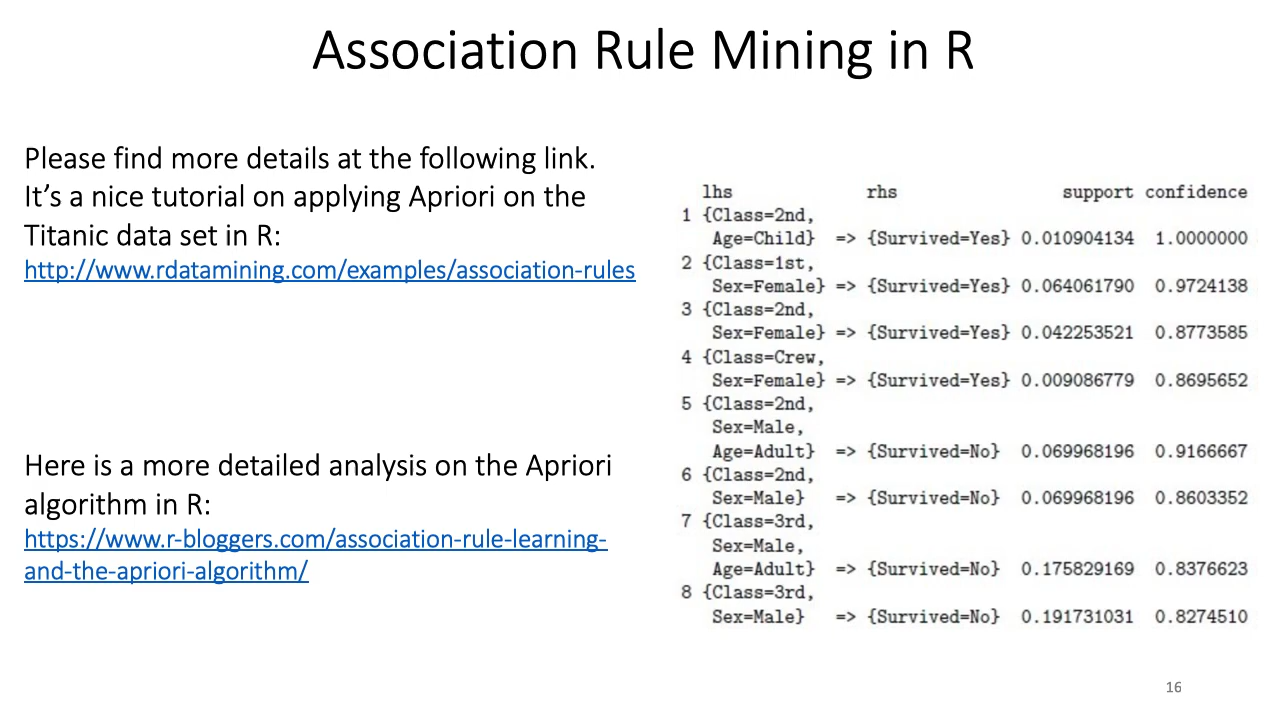 Association Rule Mining in R
Please find more details at the following link.
It’s a nice tutorial on applying Apriori on the
Titanic data set in R:
http://www.rdatamining.com/examples/association-rules
Here is a more detailed analysis on the Apriori
algorithm in R:
https://www.r-bloggers.com/association-rule-learning-
and-the-apriori-algorithm/
lhs rhs support confidence
1 {Class=2nd,
Age=Child} => {Survived=Yes} 0.010904134 1.0000000
2 {Class=1st,
Sex=Female} => {Survived=Yes} 0.064061790 0.9724138
3 {Class=2nd,
Sex=Female} => {Survived=Yes} 0.042253521 0.8773585
4 {Class=Crew,
Sex=Female} => {Survived=Yes} 0.009086779 0.8695652
5 {Class=2nd,
Sex=Male,
Age=Adult} => {Survived=No} 0.069968196 0.9166667
6 {Class=2nd,
Sex=Male} => {Survived=No} 0.069968196 0.8603352
7 {Class=3rd,
Sex=Male,
Age=Adult} => {Survived=No} 0.175829169 0.8376623
8 {Class=3rd,
Sex=Male} => {Survived=No} 0.191731031 0.8274510
16